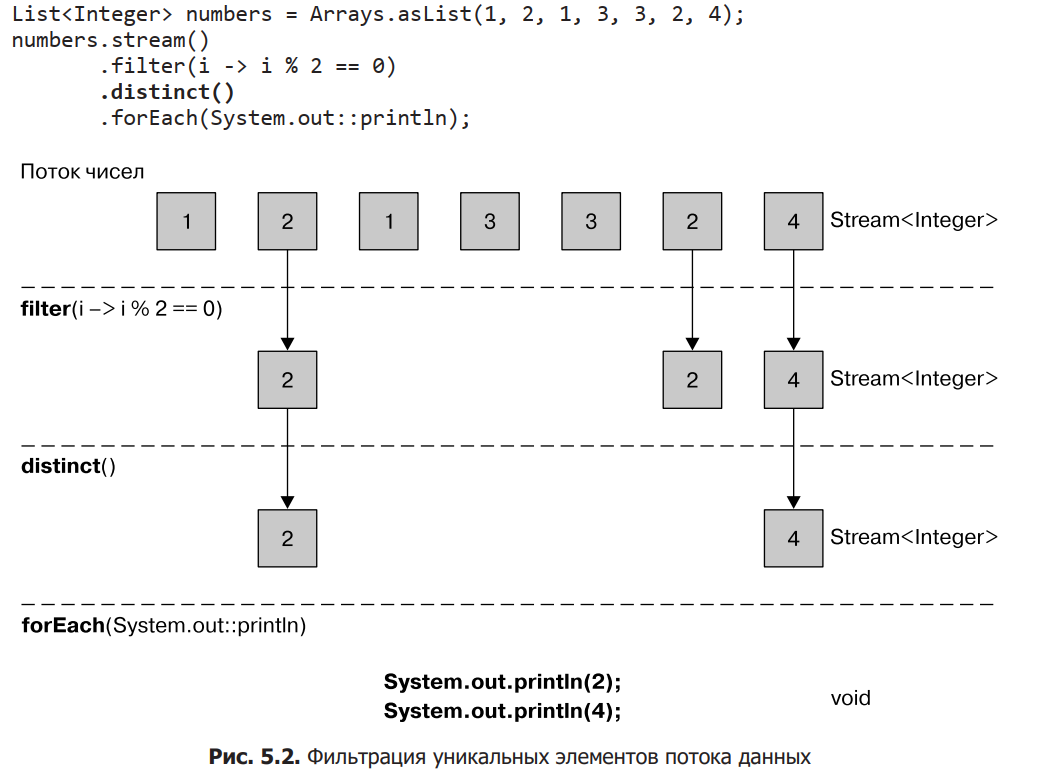 List<Integer> numbers = Arrays.asList(1, 2, 1, 3, 3, 2, 4);
numbers.stream()
.filter(i -> i % 2 == 0)
.distinct()
.forEach(System.out::println);
Поток чисел
1 2 1 3 3 2 4 Stream<Integer>
filter(i –> i % 2 == 0)
2 2 4 Stream<Integer>
distinct()
2 4 Stream<Integer>
forEach(System.out::println)
System.out.println(2);
System.out.println(4);
void
Рис. 5.2. Фильтрация уникальных элементов потока данных